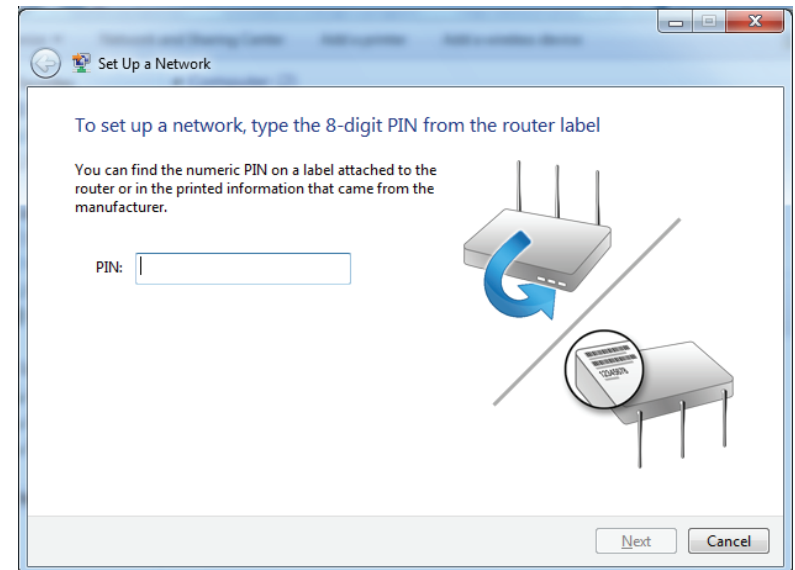 Set Up a Network
To set up a network, type the 8-digit PIN from the router label
You can find the numeric PIN on a label attached to the
router or in the printed information that came from the
manufacturer.
PIN:
12345678
Next
Cancel